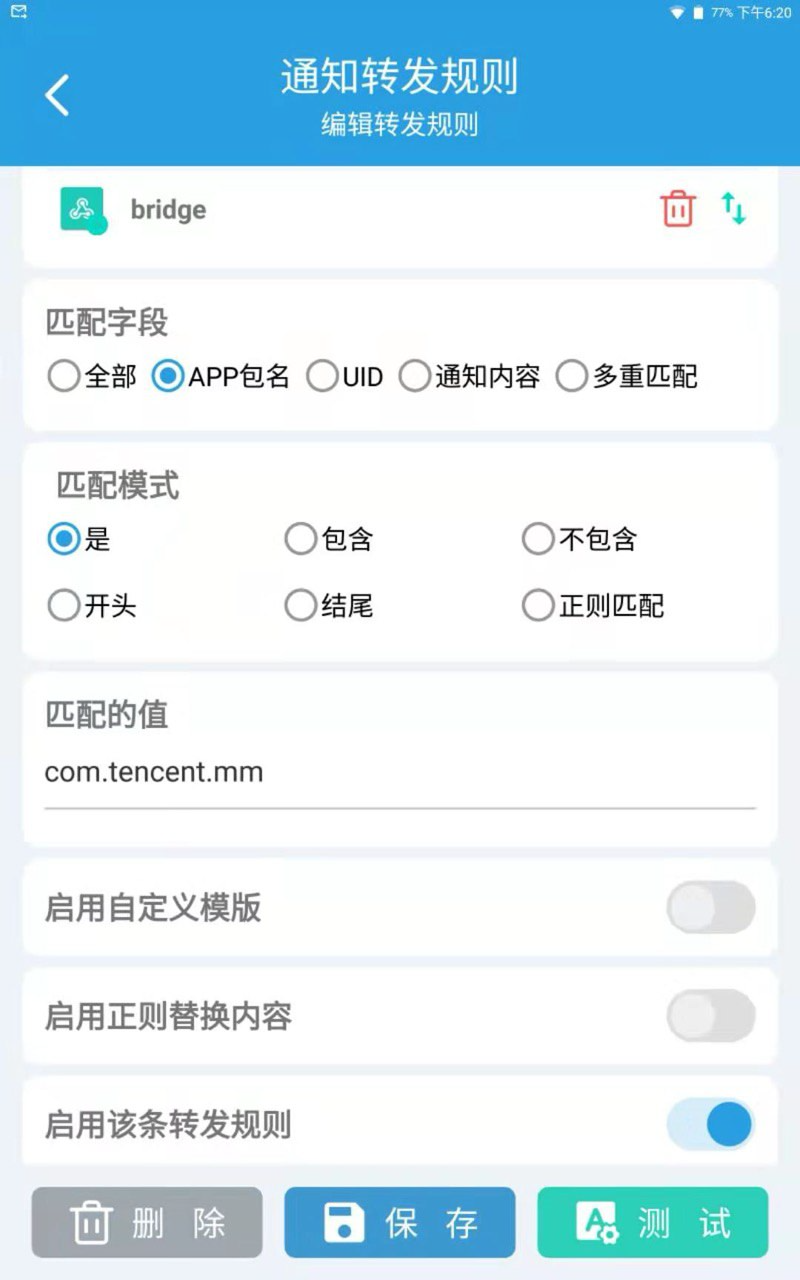 77% 下午6:20
通知转发规则
编辑转发规则
bridge
匹配字段
全部 APP包名 UID 通知内容 多重匹配
匹配模式
是 包含 不包含
开头 结尾 正则匹配
匹配的值
com.tencent.mm
启用自定义模版
启用正则替换内容
启用该条转发规则
删 除 保 存 测 试